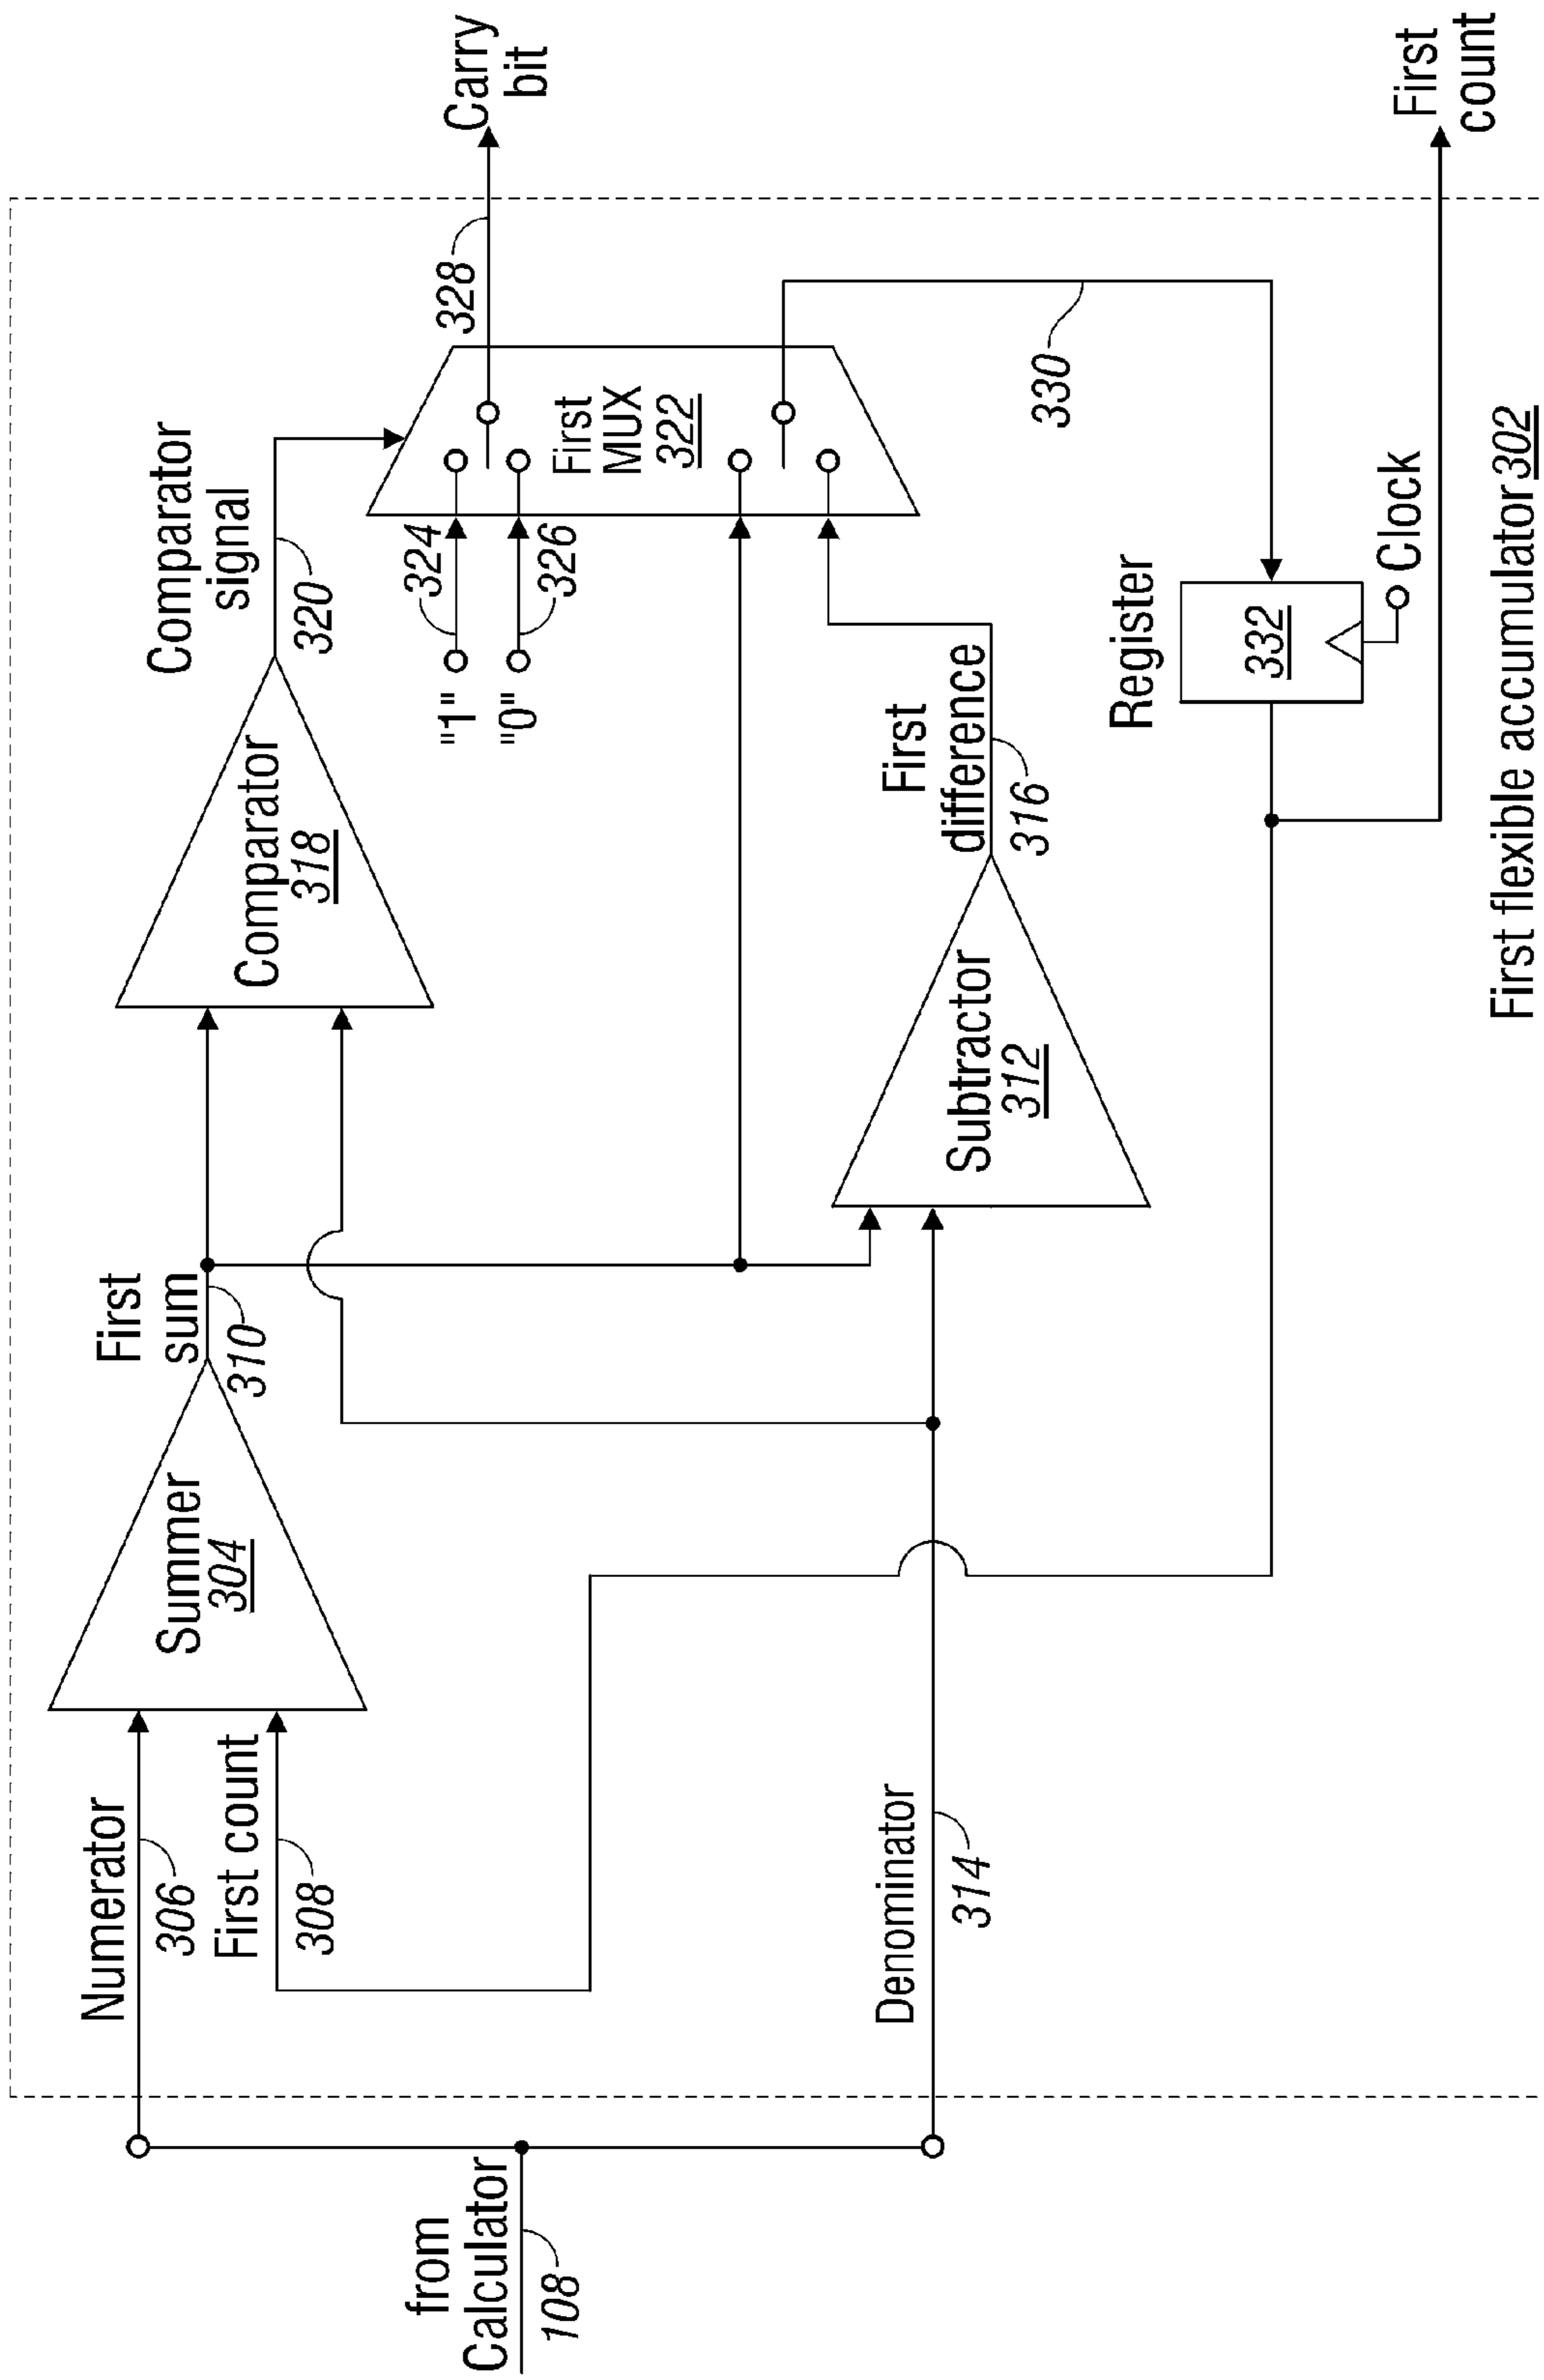 from
Calculator
108
Numerator
306
First count
308
Summer
304
First
sum
310
Denominator
314
Comparator
318
Comparator
signal
320
Subtractor
312
First
difference
316
"1"
324
"0"
326
First
MUX
322
328
Carry
bit
330
Register
332
Clock
First
count
First flexible accumulator 302